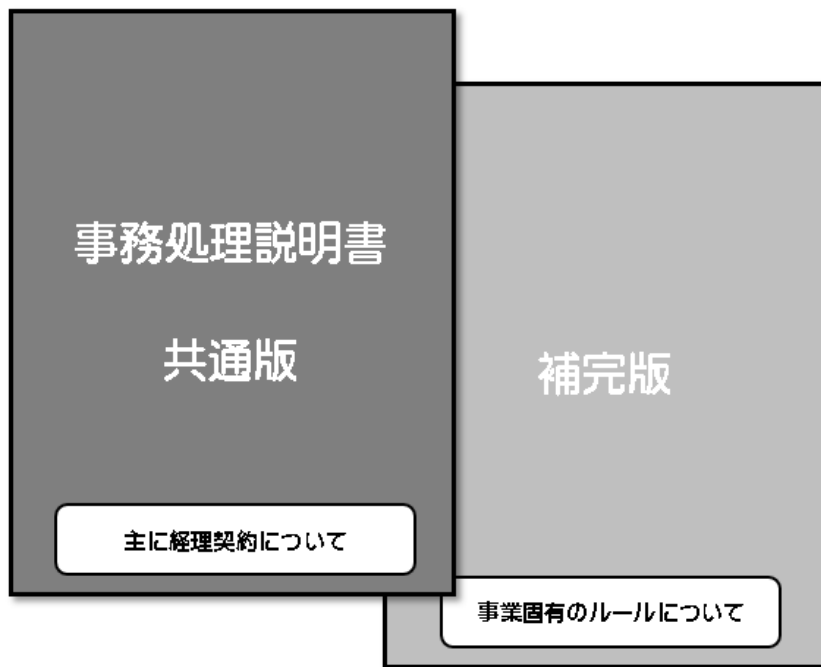 事務処理説明書
共通版
主に経理契約について
補完版
事業固有のルールについて